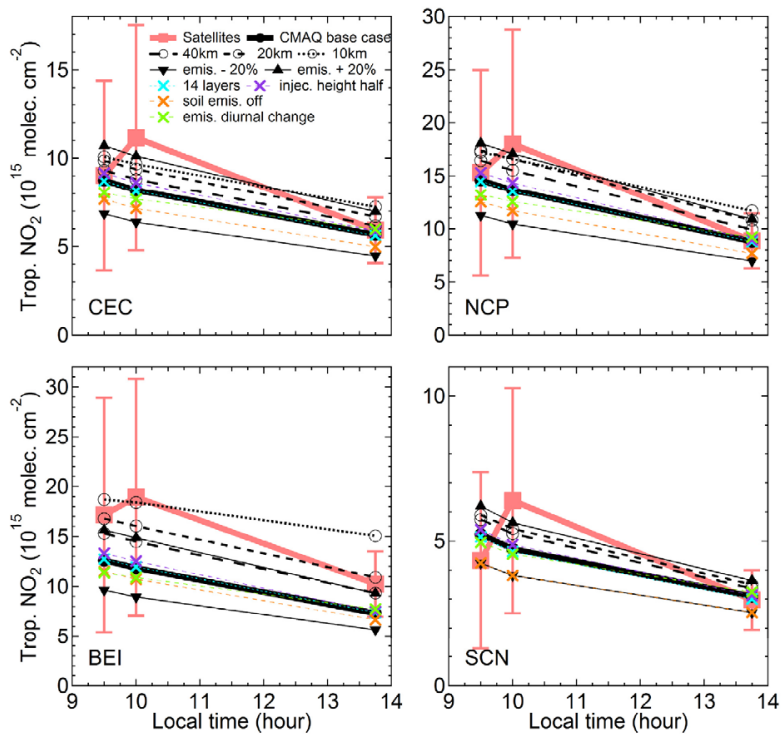 Satellites CMAQ base case
40km 20km 10km
emis. - 20% emis. + 20%
14 layers injec. height half
soil emis. off
emis. diurnal change
Trop. NO2 (10^15 molec. cm^-2)
15
10
5
0
CEC
30
25
20
15
10
5
0
NCP
Trop. NO2 (10^15 molec. cm^-2)
30
25
20
15
10
5
0
BEI
9 10 11 12 13 14
Local time (hour)
10
5
0
SCN
9 10 11 12 13 14
Local time (hour)